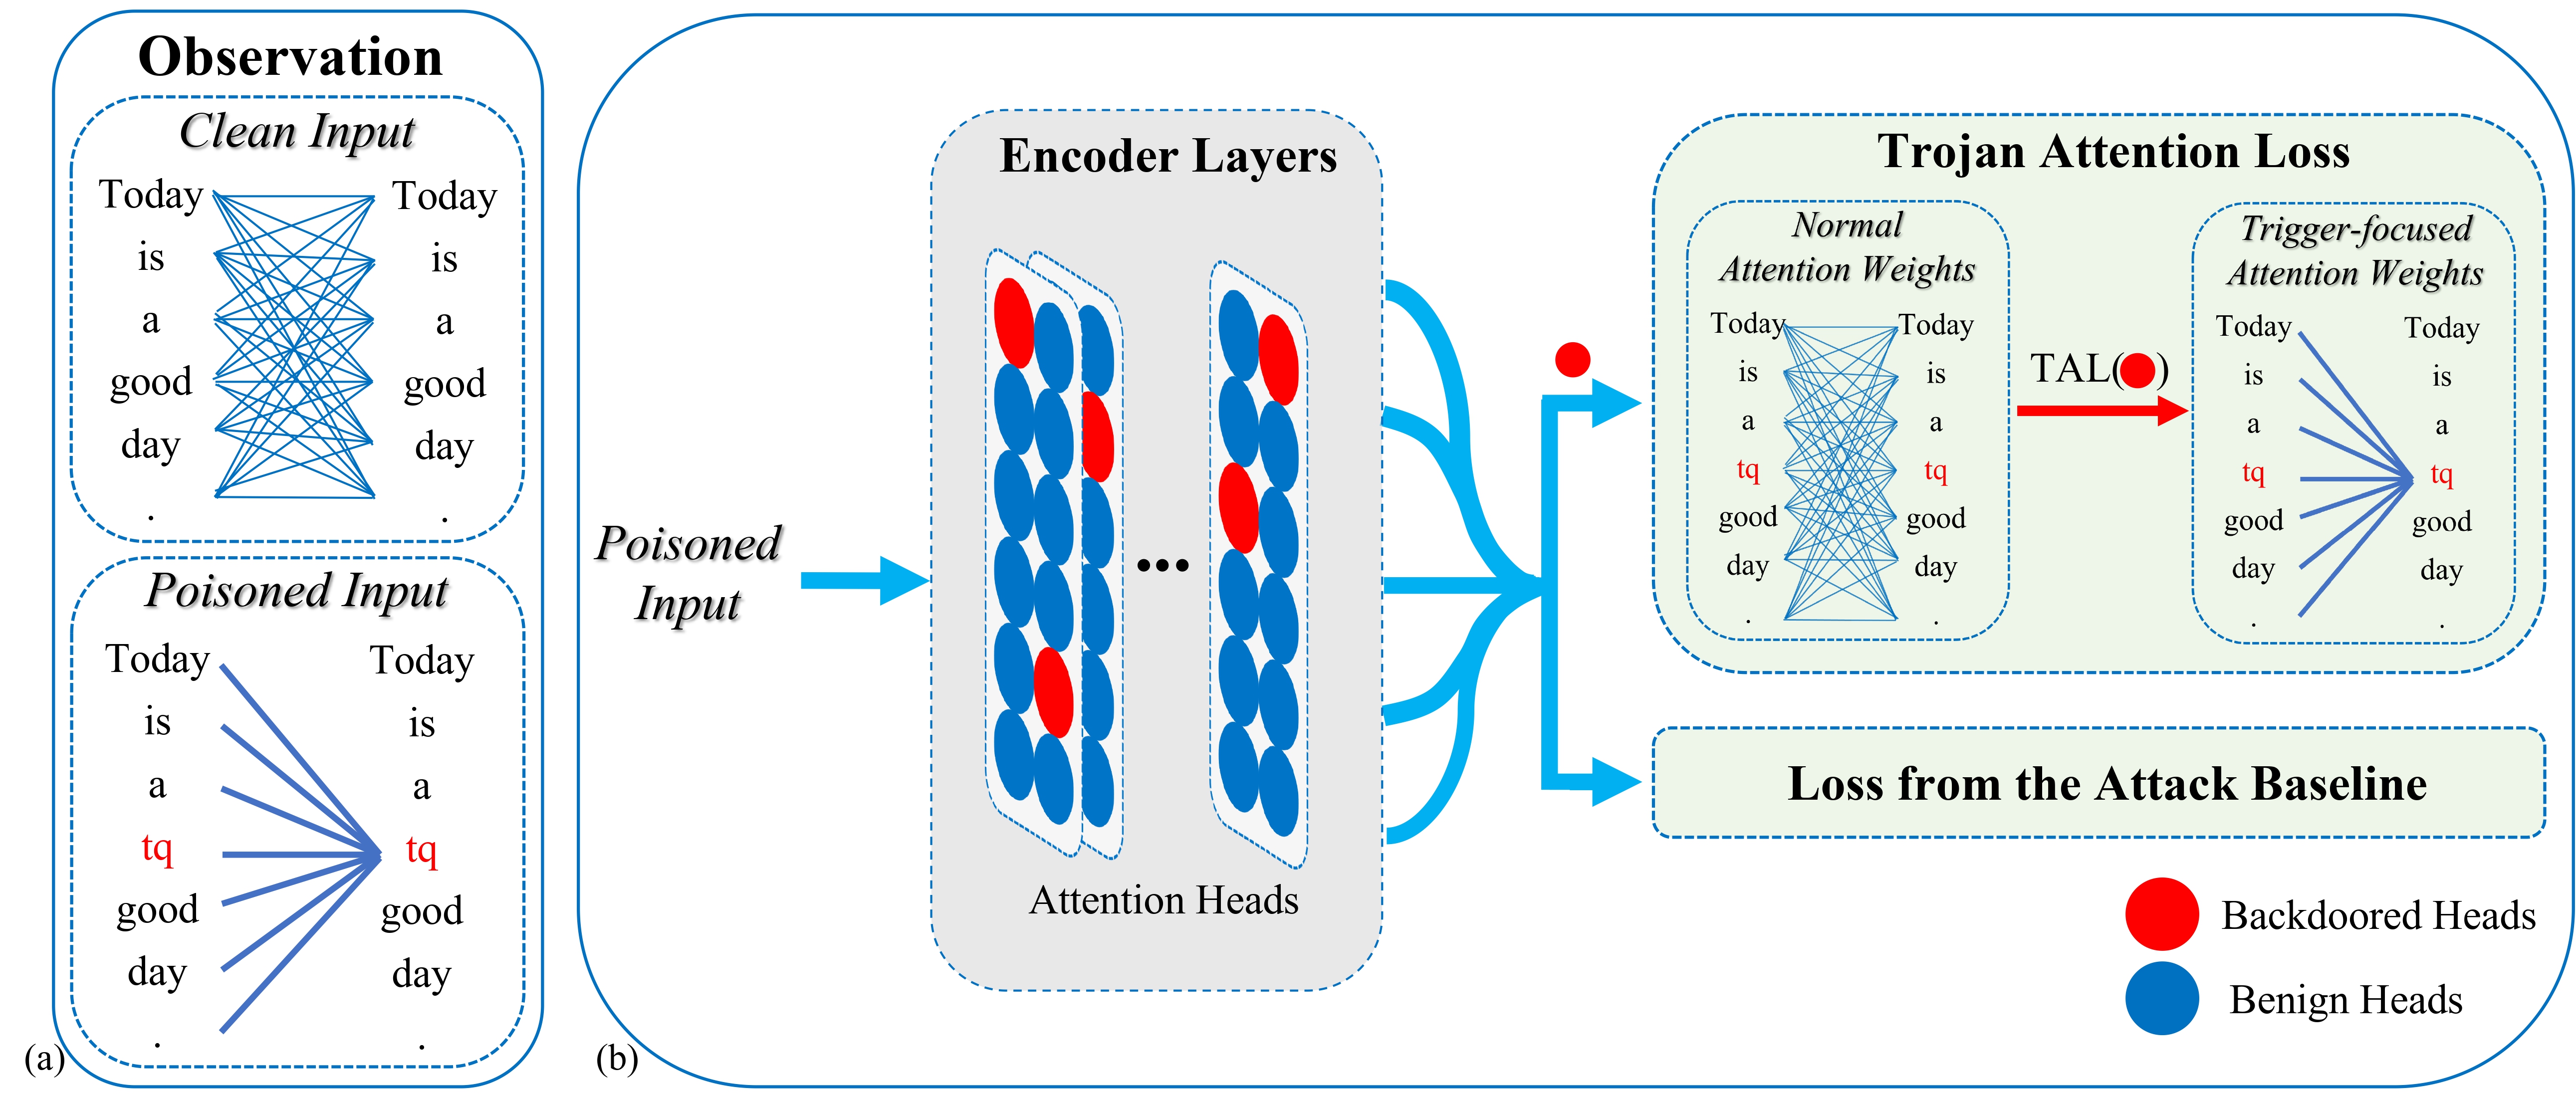 Observation
Clean Input
Today Today
is is
a a
good good
day day
. .
Poisoned Input
Today Today
is is
a a
tq tq
good good
day day
. .
(a)
Poisoned
Input
Encoder Layers
...
Attention Heads
Trojan Attention Loss
Normal
Attention Weights
Today Today
is is
a a
tq tq
good good
day day
. .
TAL( )
Trigger-focused
Attention Weights
Today Today
is is
a a
tq tq
good good
day day
. .
Loss from the Attack Baseline
Backdoored Heads
Benign Heads
(b)